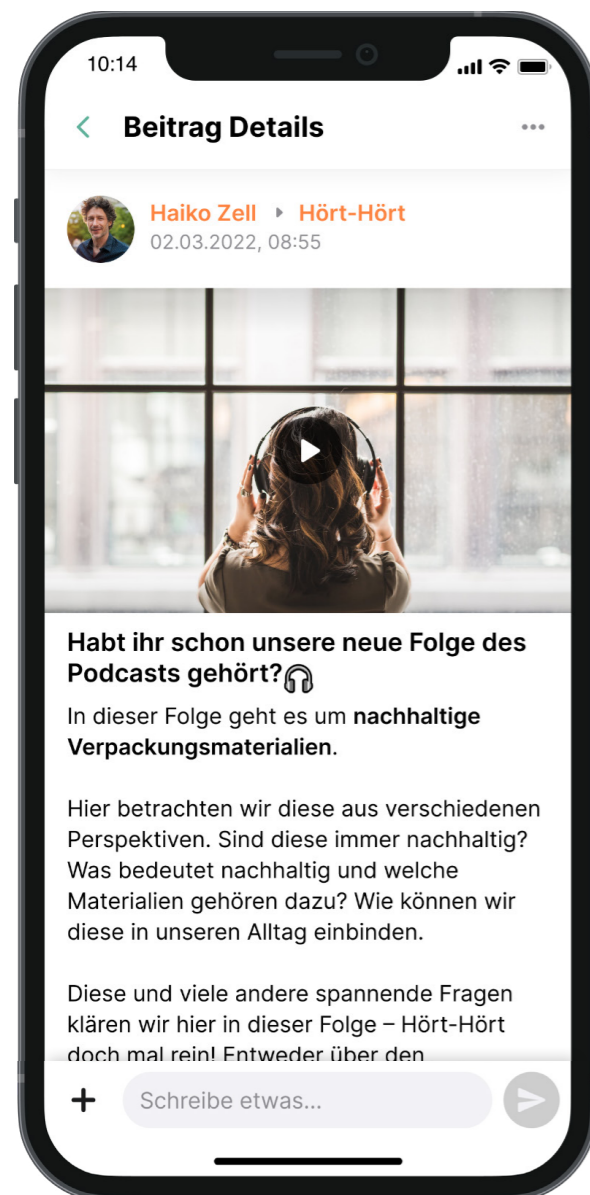 10:14
Beitrag Details
Haiko Zell ▸ Hört-Hört
02.03.2022, 08:55
Habt ihr schon unsere neue Folge des
Podcasts gehört?🎧
In dieser Folge geht es um nachhaltige
Verpackungsmaterialien.
Hier betrachten wir diese aus verschiedenen
Perspektiven. Sind diese immer nachhaltig?
Was bedeutet nachhaltig und welche
Materialien gehören dazu? Wie können wir
diese in unseren Alltag einbinden.
Diese und viele andere spannende Fragen
klären wir hier in dieser Folge – Hört-Hört
doch mal rein! Entweder über den
Schreibe etwas...